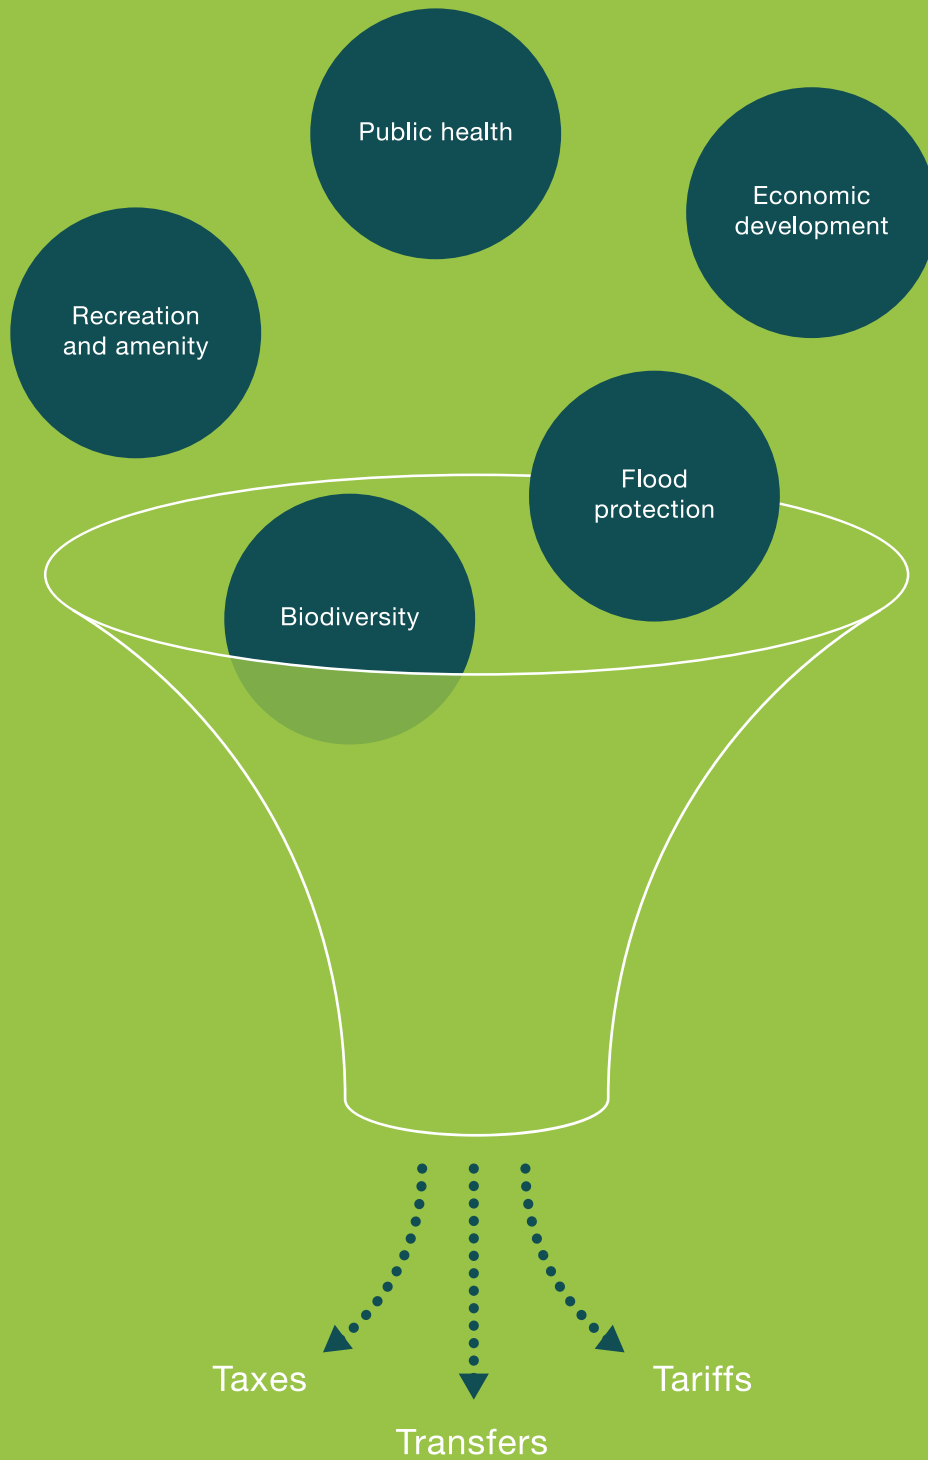 Public health
Economic
development
Recreation
and amenity
Flood
protection
Biodiversity
Taxes
Tariffs
Transfers